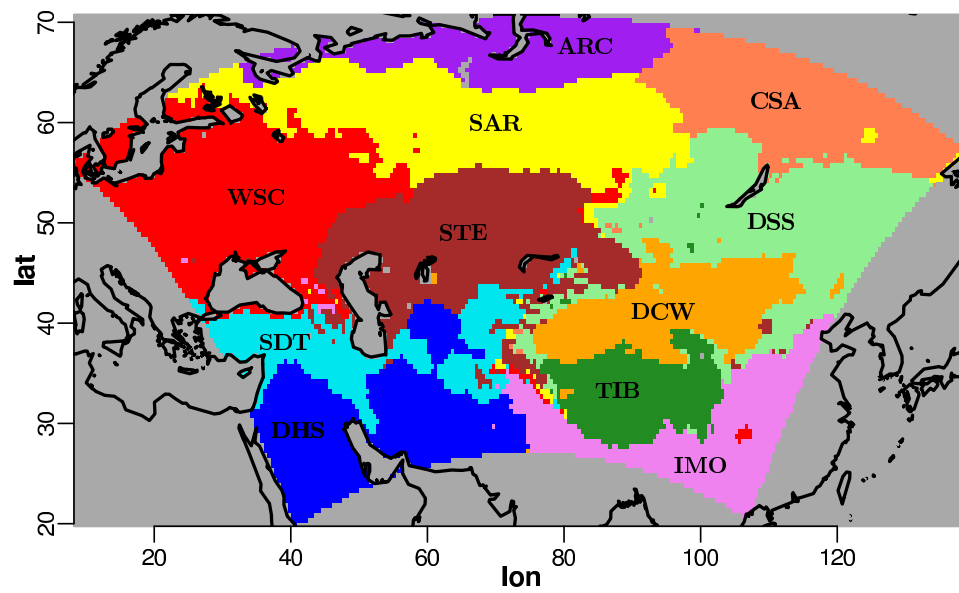 70
ARC
CSA
60
SAR
WSC
50
STE
DSS
lat
40
DCW
SDT
TIB
30
DHS
IMO
20
20 40 60 80 100 120
lon